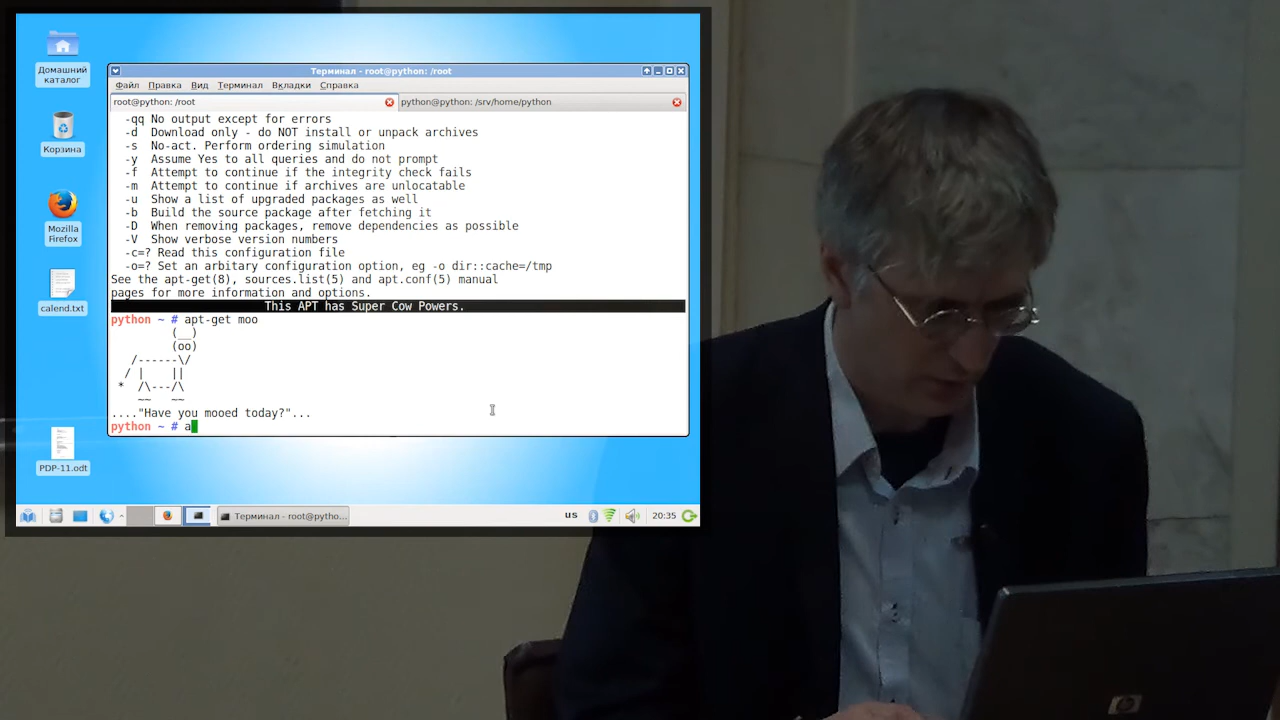 Домашний
каталог
Корзина
Mozilla
Firefox
calend.txt
PDP-11.odt
Терминал - root@python: /root
Файл Правка Вид Терминал Вкладки Справка
root@python: /root python@python: /srv/home/python
-qq No output except for errors
-d Download only - do NOT install or unpack archives
-s No-act. Perform ordering simulation
-y Assume Yes to all queries and do not prompt
-f Attempt to continue if the integrity check fails
-m Attempt to continue if archives are unlocatable
-u Show a list of upgraded packages as well
-b Build the source package after fetching it
-D When removing packages, remove dependencies as possible
-V Show verbose version numbers
-c=? Read this configuration file
-o=? Set an arbitary configuration option, eg -o dir::cache=/tmp
See the apt-get(8), sources.list(5) and apt.conf(5) manual
pages for more information and options.
This APT has Super Cow Powers.
python ~ # apt-get moo
         (__)
         (oo)
   /------\/
  / |    ||
 *  /\---/\
    ~~   ~~
...."Have you mooed today?"...
python ~ # a
Терминал - root@pytho...
us 20:35
hp